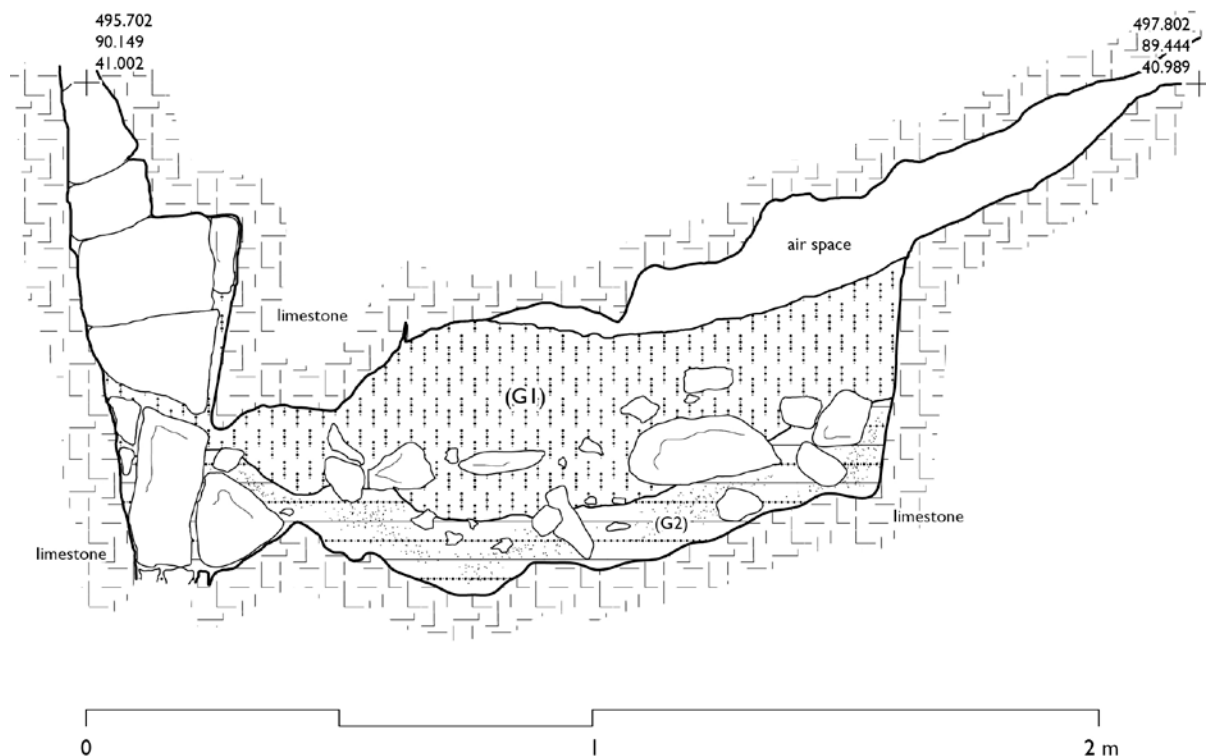 495.702
90.149
41.002
497.802
89.444
40.989
air space
limestone
(G1)
(G2)
limestone
limestone
0
1
2 m